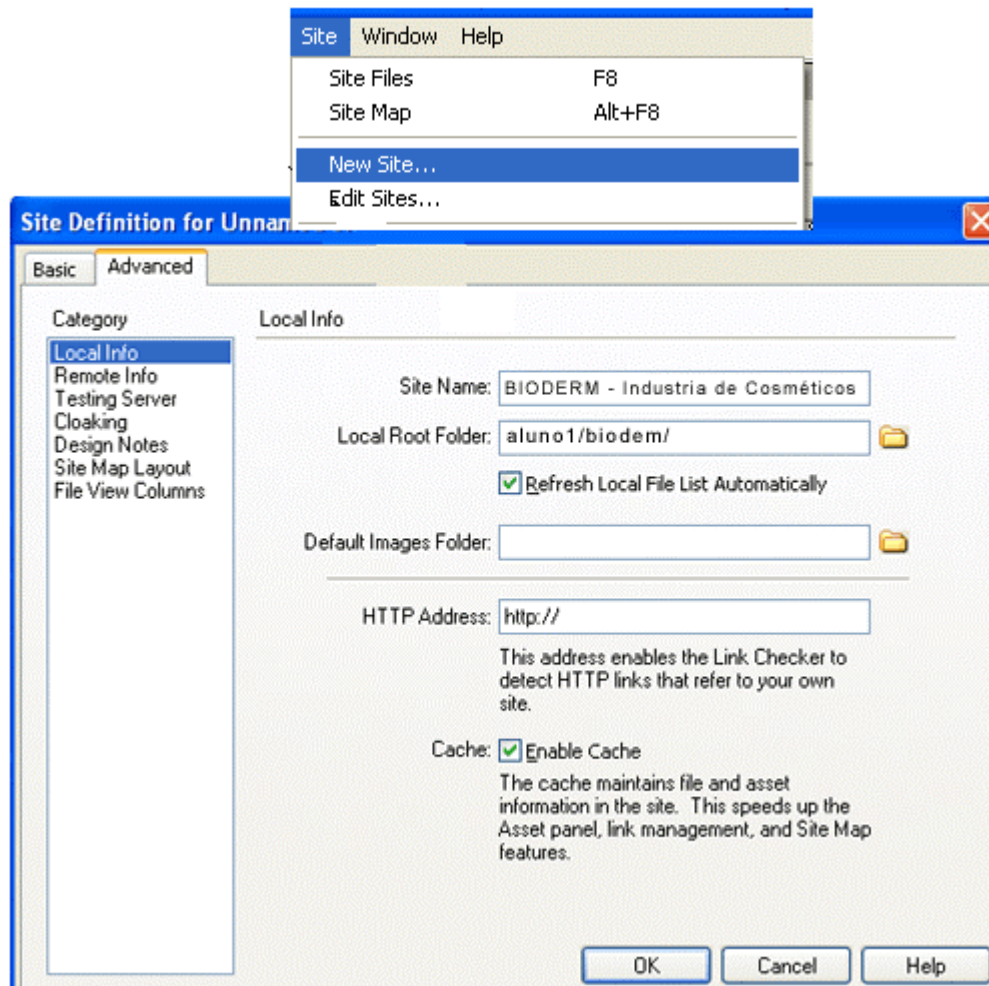 Site Window Help
Site Files F8
Site Map Alt+F8
New Site...
Edit Sites...
Site Definition for Unnam
Basic Advanced
Category
Local Info
Remote Info
Testing Server
Cloaking
Design Notes
Site Map Layout
File View Columns
Local Info
Site Name: BIODERM - Industria de Cosméticos
Local Root Folder: aluno1/biodem/
Refresh Local File List Automatically
Default Images Folder:
HTTP Address: http://
This address enables the Link Checker to
detect HTTP links that refer to your own
site.
Cache: Enable Cache
The cache maintains file and asset
information in the site. This speeds up the
Asset panel, link management, and Site Map
features.
OK Cancel Help